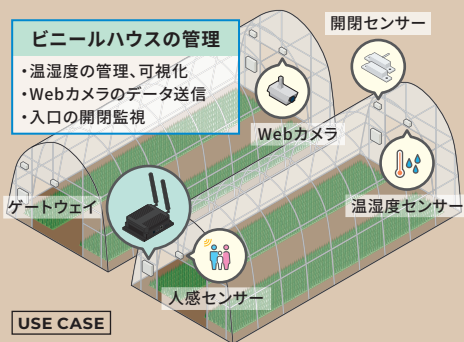 ビニールハウスの管理
・温湿度の管理、可視化
・Webカメラのデータ送信
・入口の開閉監視
開閉センサー
Webカメラ
温湿度センサー
ゲートウェイ
人感センサー
USE CASE